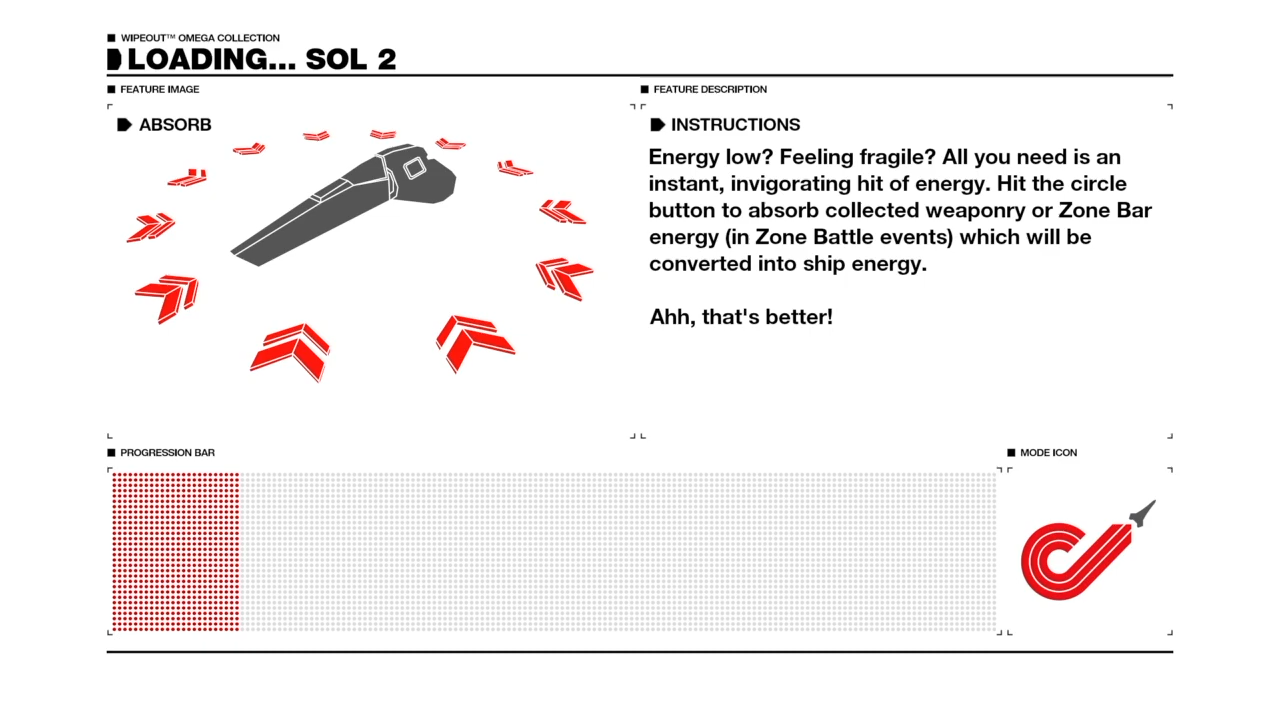 WIPEOUT™ OMEGA COLLECTION
LOADING... SOL 2
FEATURE IMAGE
ABSORB
FEATURE DESCRIPTION
INSTRUCTIONS
Energy low? Feeling fragile? All you need is an
instant, invigorating hit of energy. Hit the circle
button to absorb collected weaponry or Zone Bar
energy (in Zone Battle events) which will be
converted into ship energy.
Ahh, that's better!
PROGRESSION BAR
MODE ICON